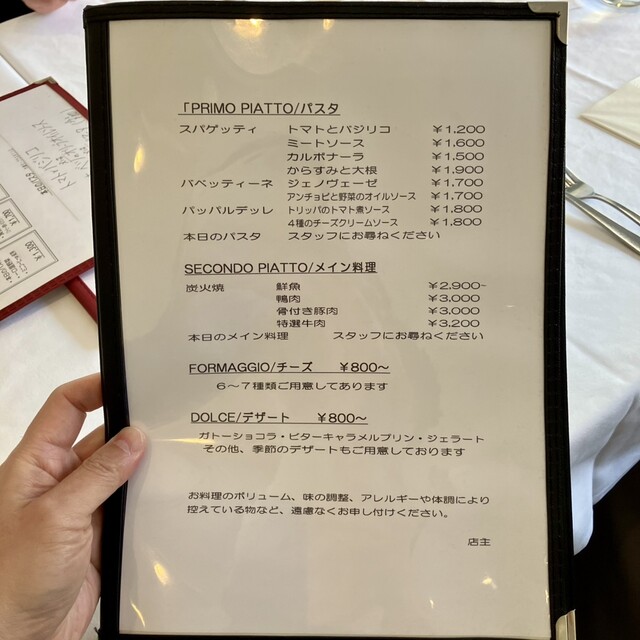 「PRIMO PIATTO/パスタ
スパゲッティ トマトとバジリコ ￥1,200
ミートソース ￥1,600
カルボナーラ ￥1,500
からすみと大根 ￥1,900
バベッティーネ ジェノヴェーゼ ￥1,700
アンチョビと野菜のオイルソース ￥1,700
パッパルデッレ トリッパのトマト煮ソース ￥1,800
4種のチーズクリームソース ￥1,800
本日のパスタ スタッフにお尋ねください
SECONDO PIATTO/メイン料理
炭火焼 鮮魚 ￥2,900~
鴨肉 ￥3,000
骨付き豚肉 ￥3,000
特選牛肉 ￥3,200
本日のメイン料理 スタッフにお尋ねください
FORMAGGIO/チーズ ￥800～
6～7種類ご用意してあります
DOLCE/デザート ￥800～
ガトーショコラ・ビターキャラメルプリン・ジェラート
その他、季節のデザートもご用意しております
お料理のボリューム、味の調整、アレルギーや体調により
控えている物など、遠慮なくお申し付けください。
店主